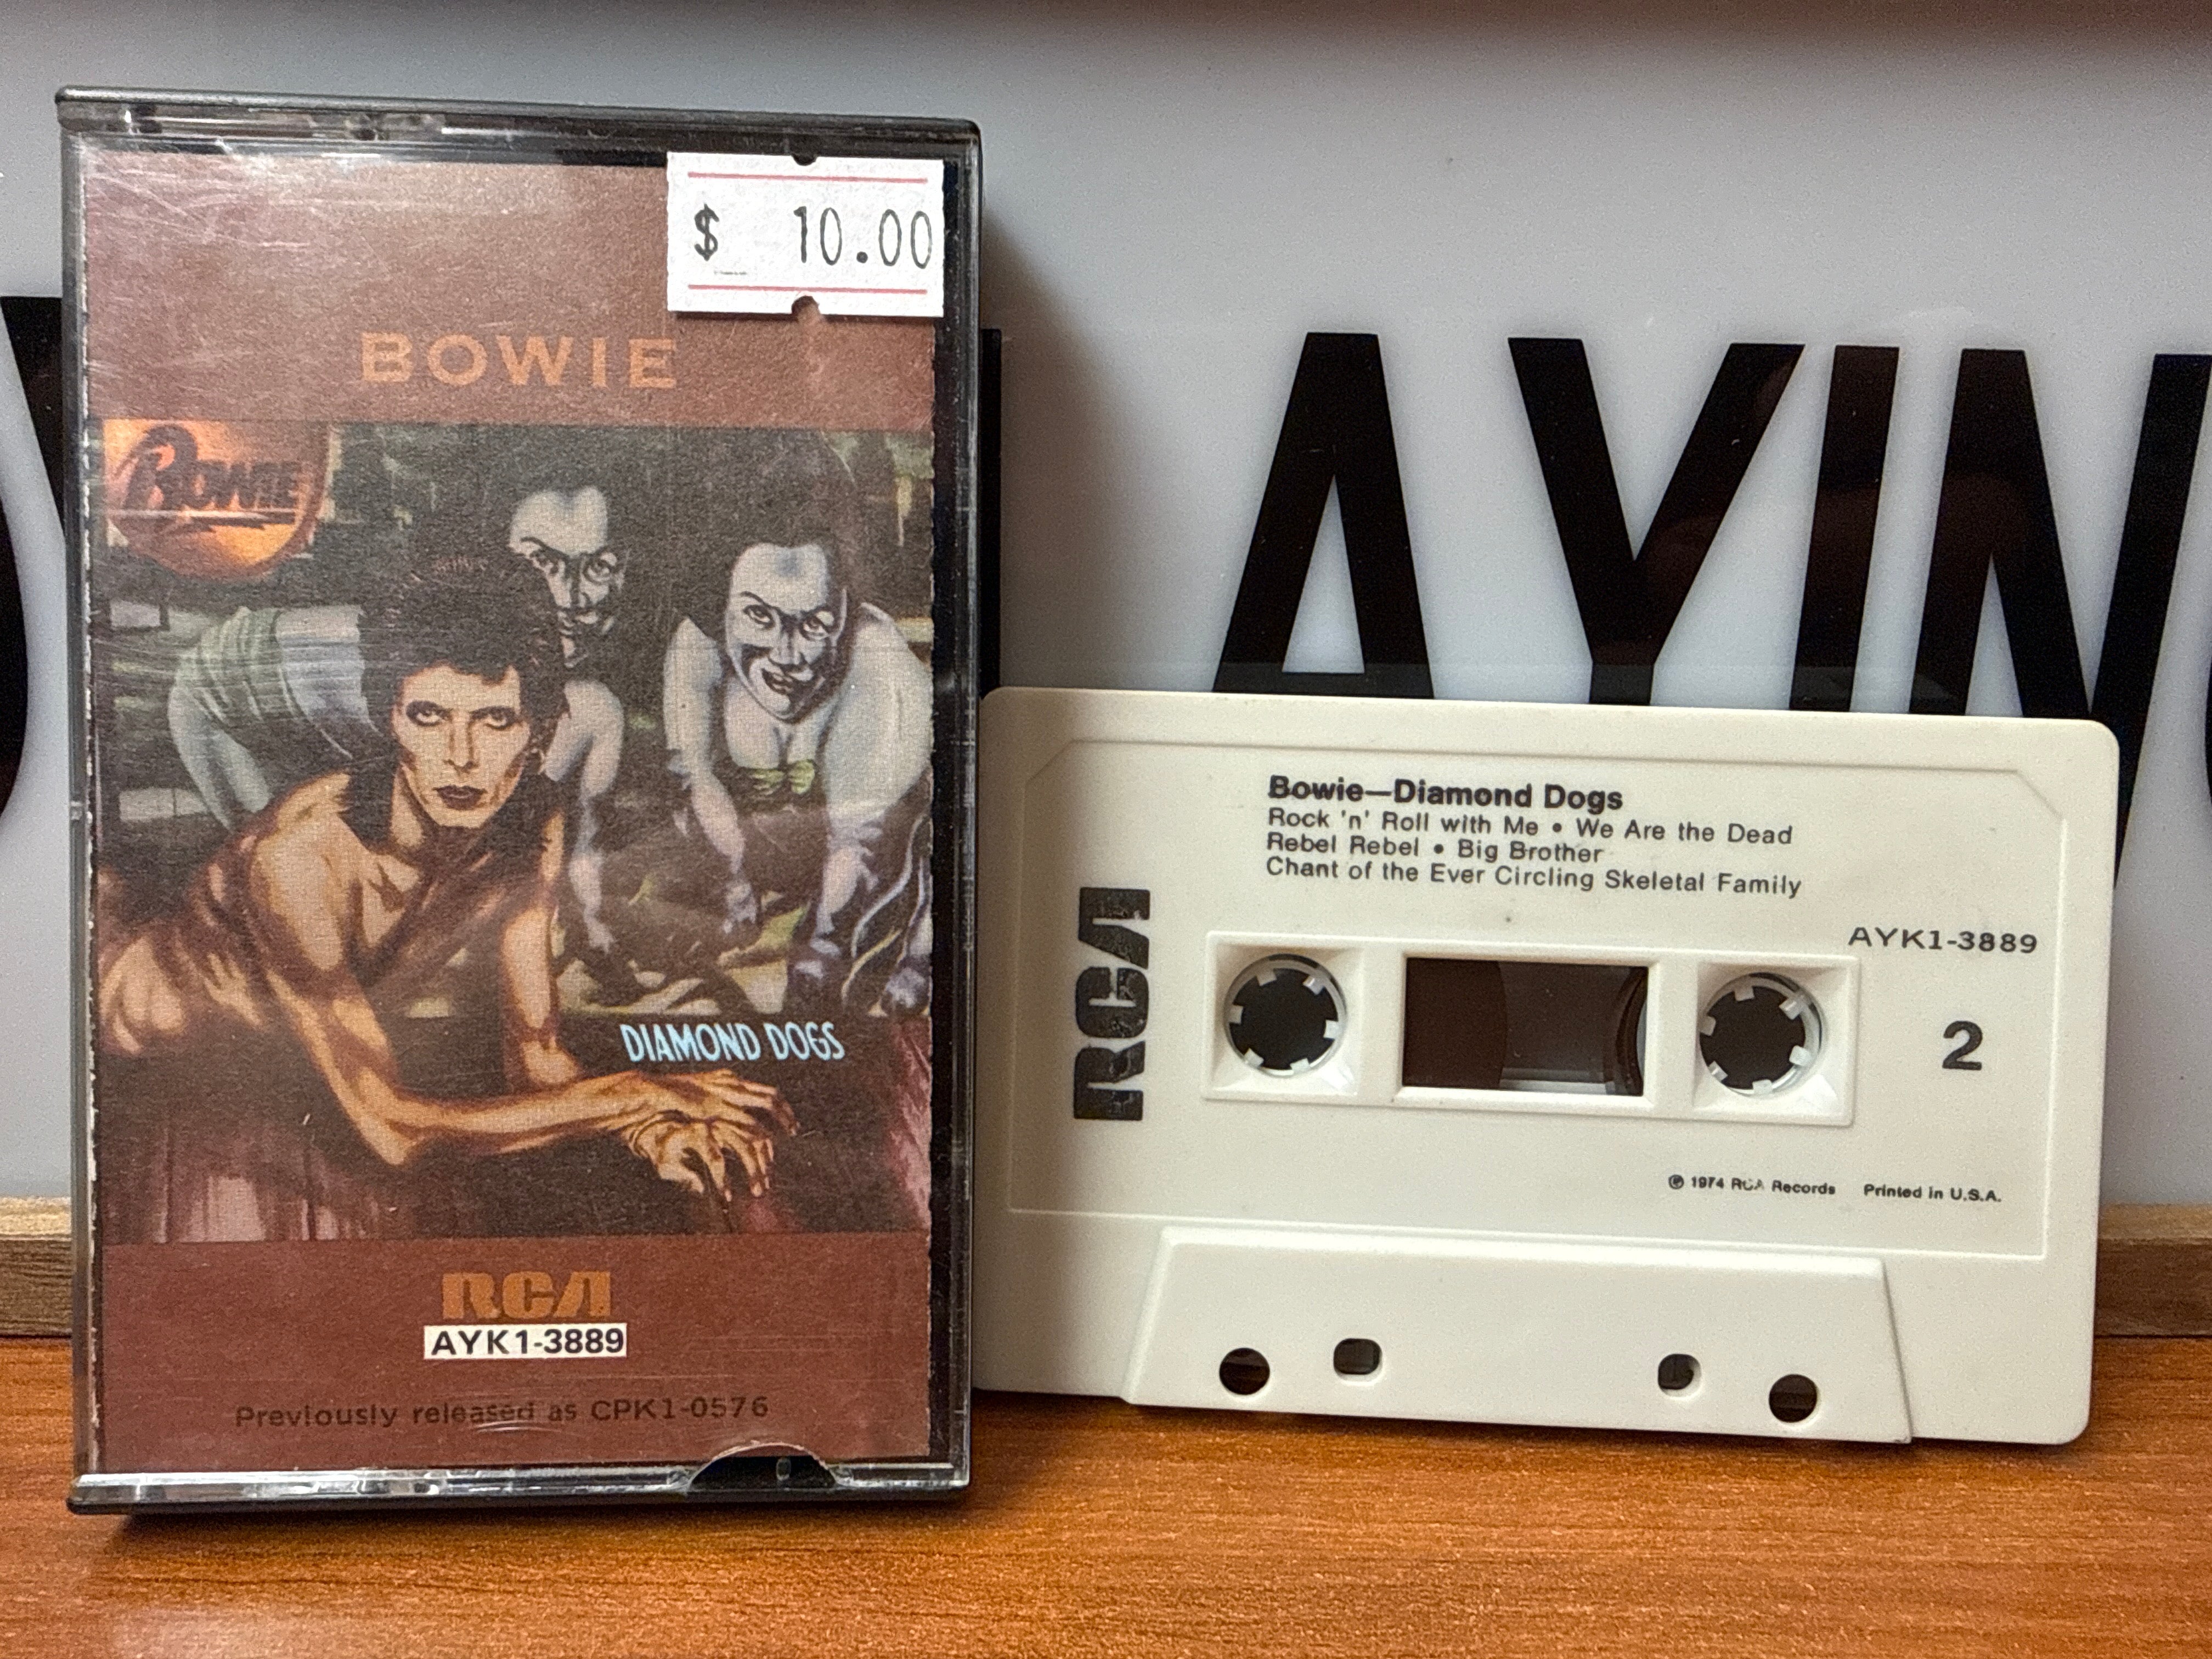 $ 10.00
BOWIE
BOWIE
DIAMOND DOGS
RCA
AYK1-3889
Previously released as CPK1-0576
AYIN
Bowie—Diamond Dogs
Rock 'n' Roll with Me • We Are the Dead
Rebel Rebel • Big Brother
Chant of the Ever Circling Skeletal Family
RCA
AYK1-3889
2
℗ 1974 RCA Records Printed in U.S.A.